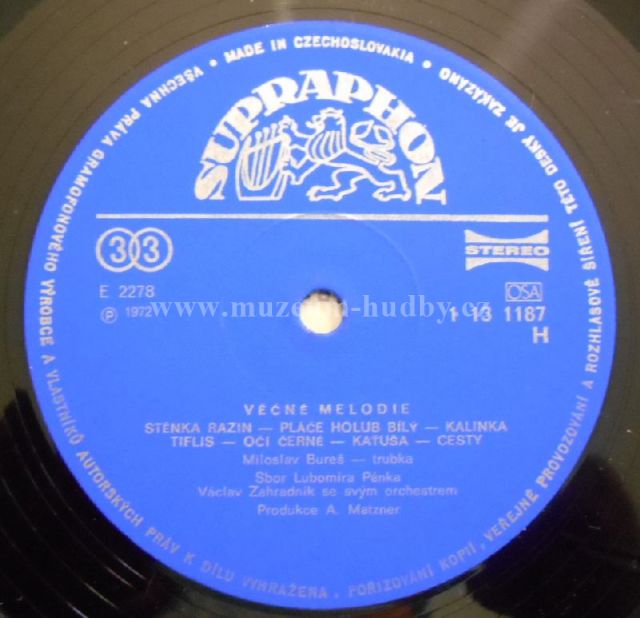 VŠECHNA PRÁVA GRAMOFONOVÉHO VÝROBCE A VLASTNÍKŮ AUTORSKÝCH PRÁV K DÍLU VYHRAŽENA. POŘIZOVÁNÍ KOPIÍ, VEŘEJNÉ PROVOZOVÁNÍ A ROZHLASOVÉ ŠÍŘENÍ TÉTO DESKY JE ZAKÁZÁNO
• MADE IN CZECHOSLOVAKIA •
SUPRAPHON
33
STEREO
E 2278
OSA
℗ 1972
www.muzeum-hudby.cz
1 13 1187
H
VĚČNÉ MELODIE
STĚNKA RAZIN — PLÁČE HOLUB BÍLÝ — KALINKA
TIFLIS — OČI ČERNÉ — KAŤUŠA — CESTY
Miloslav Bureš — trubka
Sbor Lubomíra Pánka
Václav Zahradník se svým orchestrem
Produkce A. Matzner